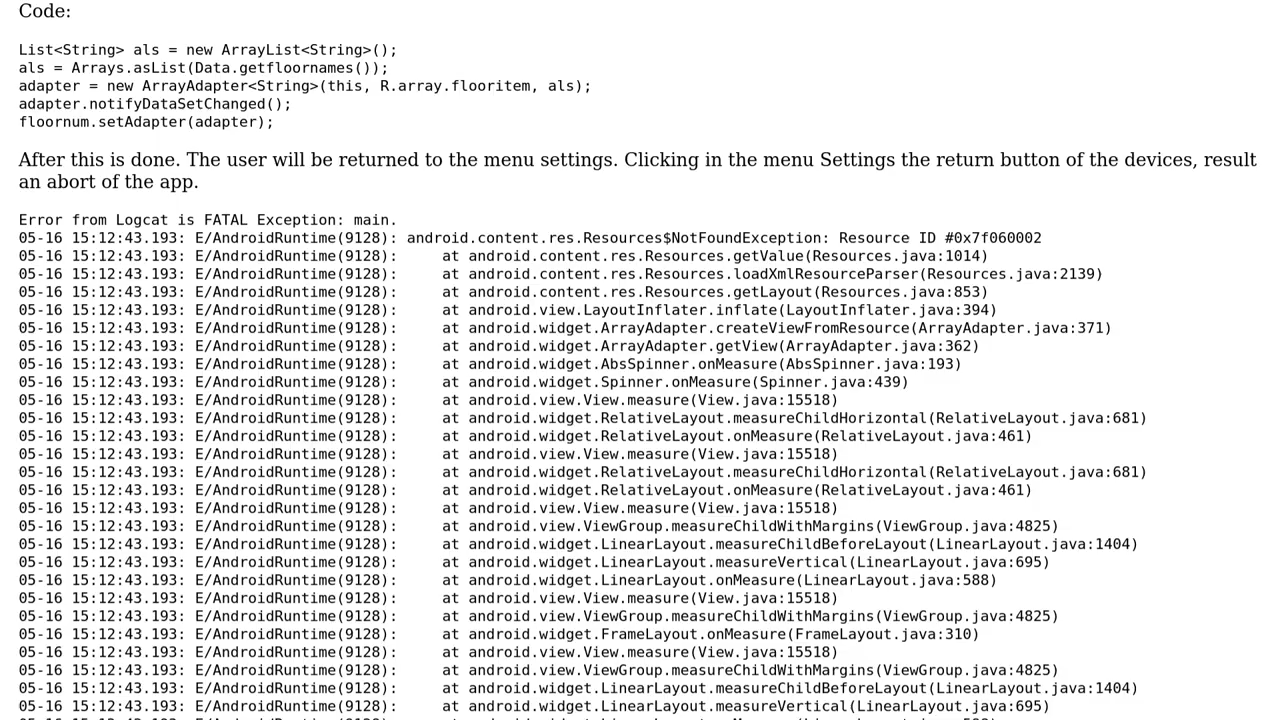 Code:
List<String> als = new ArrayList<String>();
als = Arrays.asList(Data.getfloornames());
adapter = new ArrayAdapter<String>(this, R.array.flooritem, als);
adapter.notifyDataSetChanged();
floornum.setAdapter(adapter);
After this is done. The user will be returned to the menu settings. Clicking in the menu Settings the return button of the devices, result
an abort of the app.
Error from Logcat is FATAL Exception: main.
05-16 15:12:43.193: E/AndroidRuntime(9128): android.content.res.Resources$NotFoundException: Resource ID #0x7f060002
05-16 15:12:43.193: E/AndroidRuntime(9128):     at android.content.res.Resources.getValue(Resources.java:1014)
05-16 15:12:43.193: E/AndroidRuntime(9128):     at android.content.res.Resources.loadXmlResourceParser(Resources.java:2139)
05-16 15:12:43.193: E/AndroidRuntime(9128):     at android.content.res.Resources.getLayout(Resources.java:853)
05-16 15:12:43.193: E/AndroidRuntime(9128):     at android.view.LayoutInflater.inflate(LayoutInflater.java:394)
05-16 15:12:43.193: E/AndroidRuntime(9128):     at android.widget.ArrayAdapter.createViewFromResource(ArrayAdapter.java:371)
05-16 15:12:43.193: E/AndroidRuntime(9128):     at android.widget.ArrayAdapter.getView(ArrayAdapter.java:362)
05-16 15:12:43.193: E/AndroidRuntime(9128):     at android.widget.AbsSpinner.onMeasure(AbsSpinner.java:193)
05-16 15:12:43.193: E/AndroidRuntime(9128):     at android.widget.Spinner.onMeasure(Spinner.java:439)
05-16 15:12:43.193: E/AndroidRuntime(9128):     at android.view.View.measure(View.java:15518)
05-16 15:12:43.193: E/AndroidRuntime(9128):     at android.widget.RelativeLayout.measureChildHorizontal(RelativeLayout.java:681)
05-16 15:12:43.193: E/AndroidRuntime(9128):     at android.widget.RelativeLayout.onMeasure(RelativeLayout.java:461)
05-16 15:12:43.193: E/AndroidRuntime(9128):     at android.view.View.measure(View.java:15518)
05-16 15:12:43.193: E/AndroidRuntime(9128):     at android.widget.RelativeLayout.measureChildHorizontal(RelativeLayout.java:681)
05-16 15:12:43.193: E/AndroidRuntime(9128):     at android.widget.RelativeLayout.onMeasure(RelativeLayout.java:461)
05-16 15:12:43.193: E/AndroidRuntime(9128):     at android.view.View.measure(View.java:15518)
05-16 15:12:43.193: E/AndroidRuntime(9128):     at android.view.ViewGroup.measureChildWithMargins(ViewGroup.java:4825)
05-16 15:12:43.193: E/AndroidRuntime(9128):     at android.widget.LinearLayout.measureChildBeforeLayout(LinearLayout.java:1404)
05-16 15:12:43.193: E/AndroidRuntime(9128):     at android.widget.LinearLayout.measureVertical(LinearLayout.java:695)
05-16 15:12:43.193: E/AndroidRuntime(9128):     at android.widget.LinearLayout.onMeasure(LinearLayout.java:588)
05-16 15:12:43.193: E/AndroidRuntime(9128):     at android.view.View.measure(View.java:15518)
05-16 15:12:43.193: E/AndroidRuntime(9128):     at android.view.ViewGroup.measureChildWithMargins(ViewGroup.java:4825)
05-16 15:12:43.193: E/AndroidRuntime(9128):     at android.widget.FrameLayout.onMeasure(FrameLayout.java:310)
05-16 15:12:43.193: E/AndroidRuntime(9128):     at android.view.View.measure(View.java:15518)
05-16 15:12:43.193: E/AndroidRuntime(9128):     at android.view.ViewGroup.measureChildWithMargins(ViewGroup.java:4825)
05-16 15:12:43.193: E/AndroidRuntime(9128):     at android.widget.LinearLayout.measureChildBeforeLayout(LinearLayout.java:1404)
05-16 15:12:43.193: E/AndroidRuntime(9128):     at android.widget.LinearLayout.measureVertical(LinearLayout.java:695)